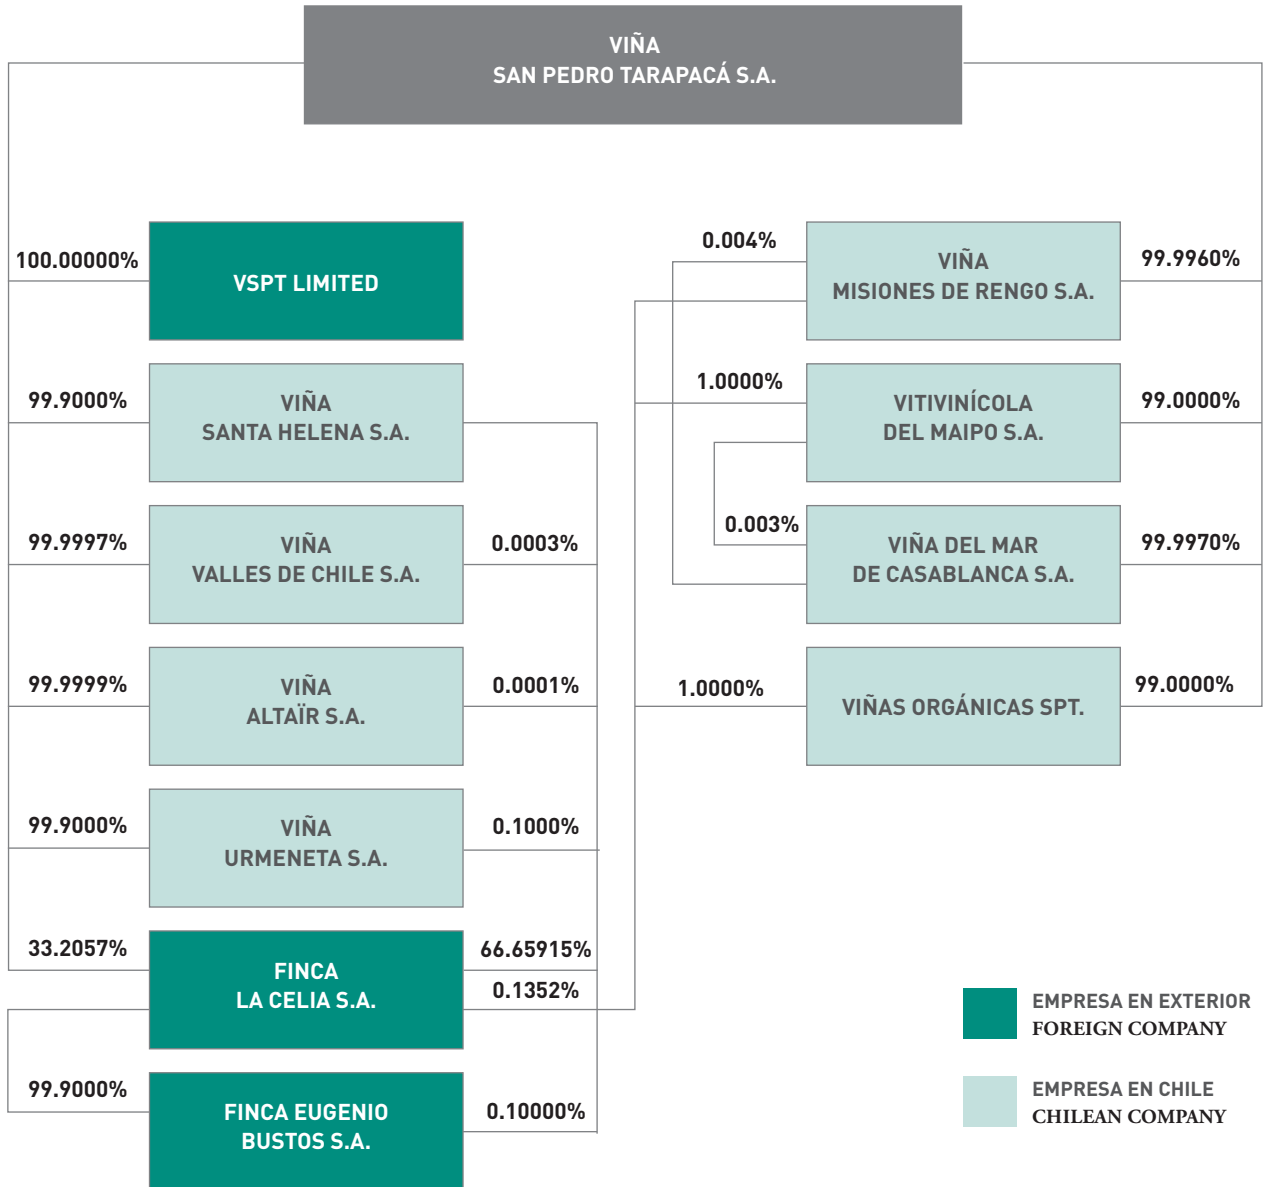 VIÑA
SAN PEDRO TARAPACÁ S.A.
100.00000%
VSPT LIMITED
99.9000%
VIÑA
SANTA HELENA S.A.
99.9997%
VIÑA
VALLES DE CHILE S.A.
0.0003%
99.9999%
VIÑA
ALTAÏR S.A.
0.0001%
99.9000%
VIÑA
URMENETA S.A.
0.1000%
33.2057%
FINCA
LA CELIA S.A.
66.65915%
0.1352%
99.9000%
FINCA EUGENIO
BUSTOS S.A.
0.10000%
0.004%
VIÑA
MISIONES DE RENGO S.A.
99.9960%
1.0000%
VITIVINÍCOLA
DEL MAIPO S.A.
99.0000%
0.003%
VIÑA DEL MAR
DE CASABLANCA S.A.
99.9970%
1.0000%
VIÑAS ORGÁNICAS SPT.
99.0000%
EMPRESA EN EXTERIOR
FOREIGN COMPANY
EMPRESA EN CHILE
CHILEAN COMPANY